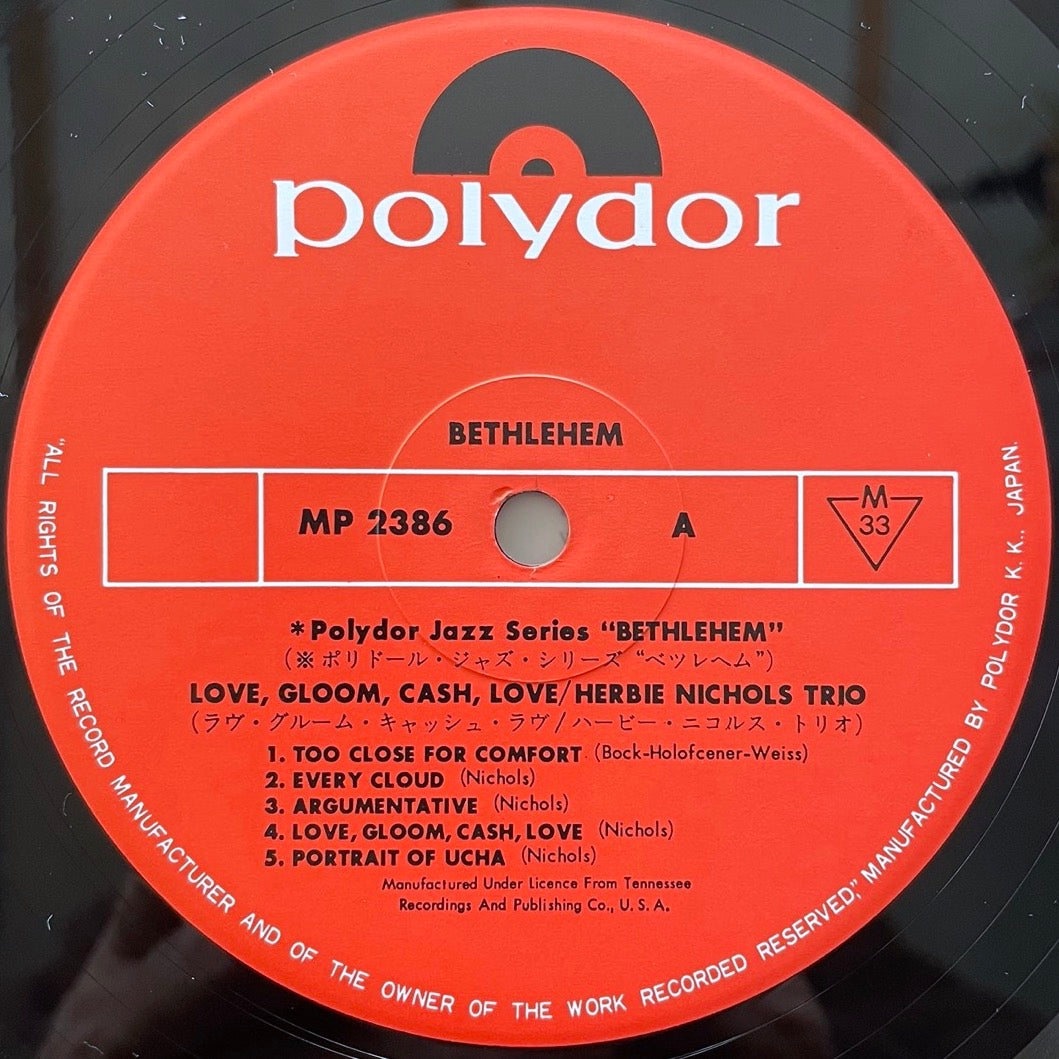 polydor
BETHLEHEM
MP 2386
A
M
33
*Polydor Jazz Series "BETHLEHEM"
(※ポリドール・ジャズ・シリーズ "ベツレヘム")
LOVE, GLOOM, CASH, LOVE/HERBIE NICHOLS TRIO
(ラヴ・グルーム・キャッシュ・ラヴ/ハービー・ニコルス・トリオ)
1. TOO CLOSE FOR COMFORT (Bock-Holofcener-Weiss)
2. EVERY CLOUD (Nichols)
3. ARGUMENTATIVE (Nichols)
4. LOVE, GLOOM, CASH, LOVE (Nichols)
5. PORTRAIT OF UCHA (Nichols)
Manufactured Under Licence From Tennessee
Recordings And Publishing Co., U. S. A.
"ALL RIGHTS OF THE RECORD MANUFACTURER AND OF THE OWNER OF THE WORK RECORDED RESERVED," MANUFACTURED BY POLYDOR K. K., JAPAN.